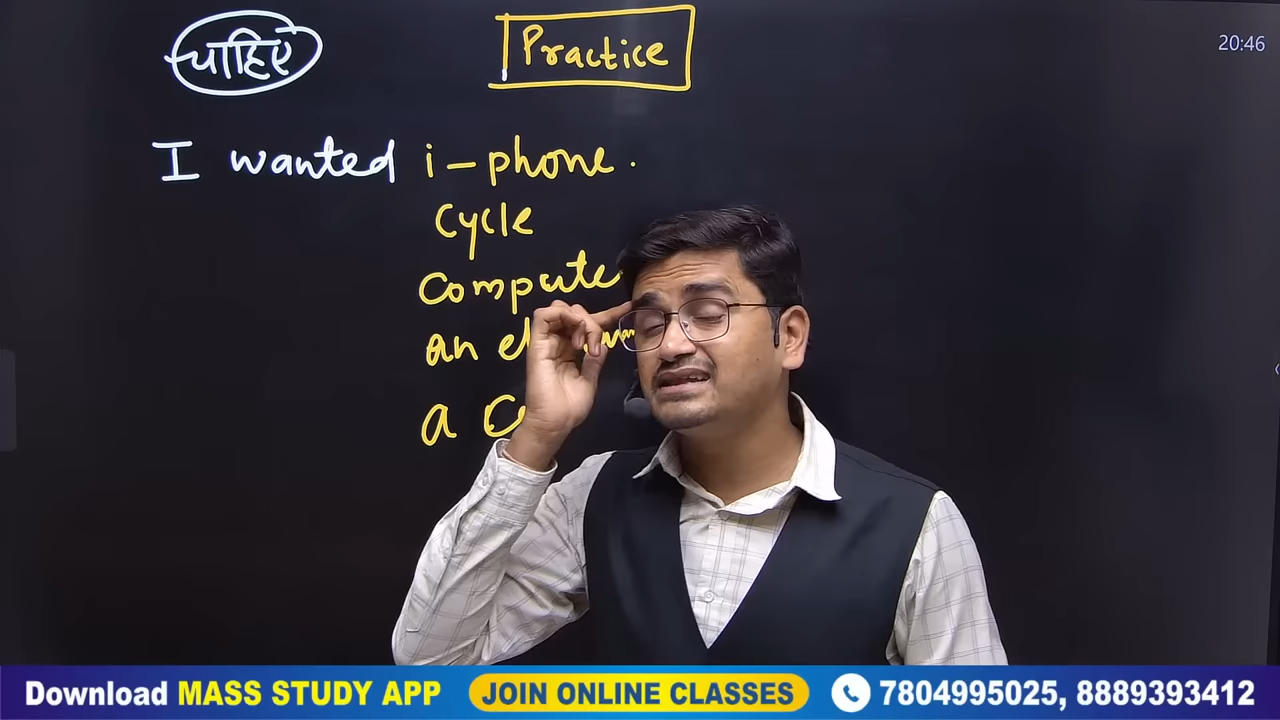 चाहिए Practice 20:46
I wanted i-phone.
cycle
an
a
Download MASS STUDY APP JOIN ONLINE CLASSES 7804995025, 8889393412